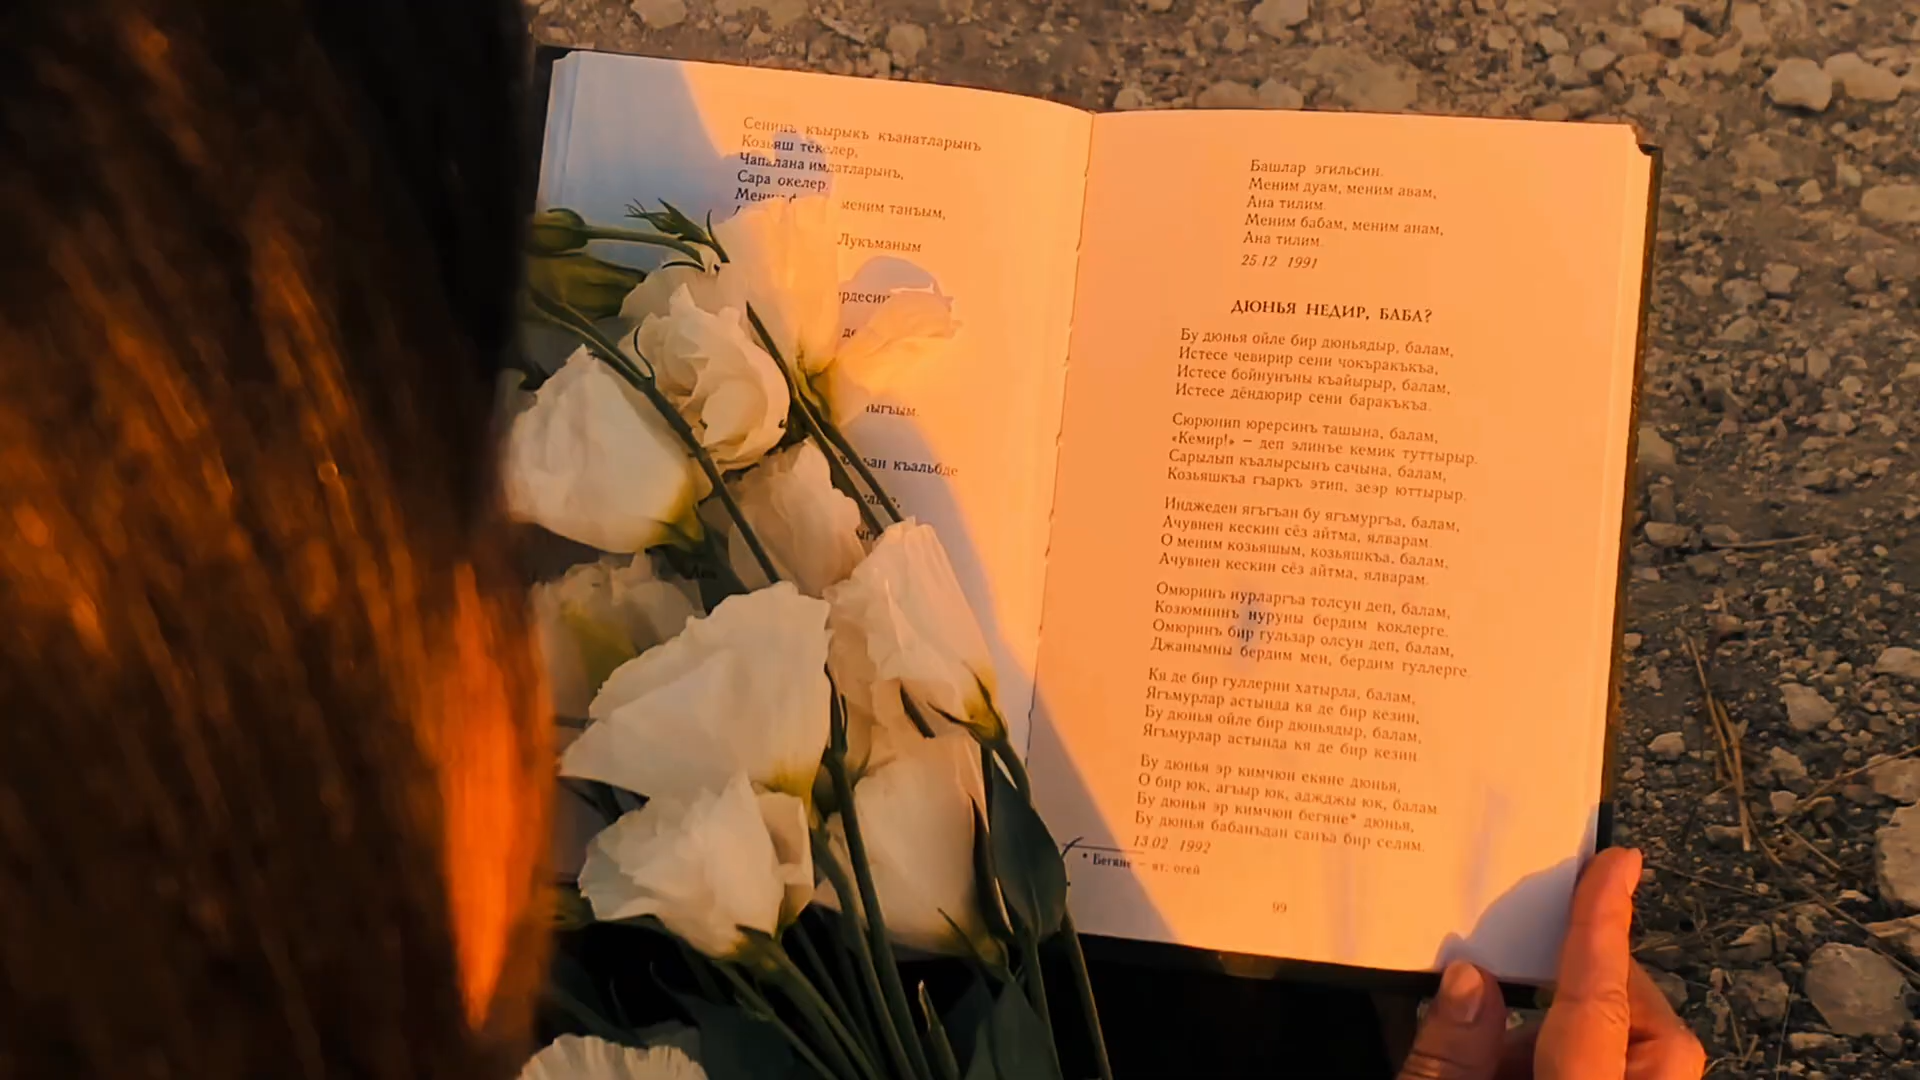 Сенинъ къырыкъ къанатларынъ
Козьяш тёкелер,
Чапалана имдатларынъ,
Сара окелер.
меним танъым,
Лукъманым
къальбде
Башлар эгильсин.
Меним дуам, меним авам,
Ана тилим.
Меним бабам, меним анам,
Ана тилим.
25.12 1991
ДЮНЬЯ НЕДИР, БАБА?
Бу дюнья ойле бир дюньядыр, балам,
Истесе чевирир сени чокъракъкъа,
Истесе бойнунъны къайырыр, балам,
Истесе дёндюрир сени баракъкъа.
Сюрюнип юрерсинъ ташына, балам,
«Кемир!» – деп элинъе кемик туттырыр.
Сарылып къалырсынъ сачына, балам,
Козьяшкъа гъаркъ этип, зеэр юттырыр.
Инджеден ягъгъан бу ягъмургъа, балам,
Ачувнен кескин сёз айтма, ялварам.
О меним козьяшым, козьяшкъа, балам,
Ачувнен кескин сёз айтма, ялварам.
Омюринъ нурларгъа толсун деп, балам,
Козюмнинъ нуруны бердим коклерге.
Омюринъ бир гульзар олсун деп, балам,
Джанымны бердим мен, бердим гуллерге.
Кя де бир гуллерни хатырла, балам,
Ягъмурлар астында кя де бир кезин,
Бу дюнья ойле бир дюньядыр, балам,
Ягъмурлар астында кя де бир кезин.
Бу дюнья эр кимчюн екяне дюнья,
О бир юк, агъыр юк, аджджы юк, балам
Бу дюнья эр кимчюн бегяне* дюнья,
Бу дюнья бабанъдан санъа бир селям.
13.02 1992
* Бегяне – ят, огей
99